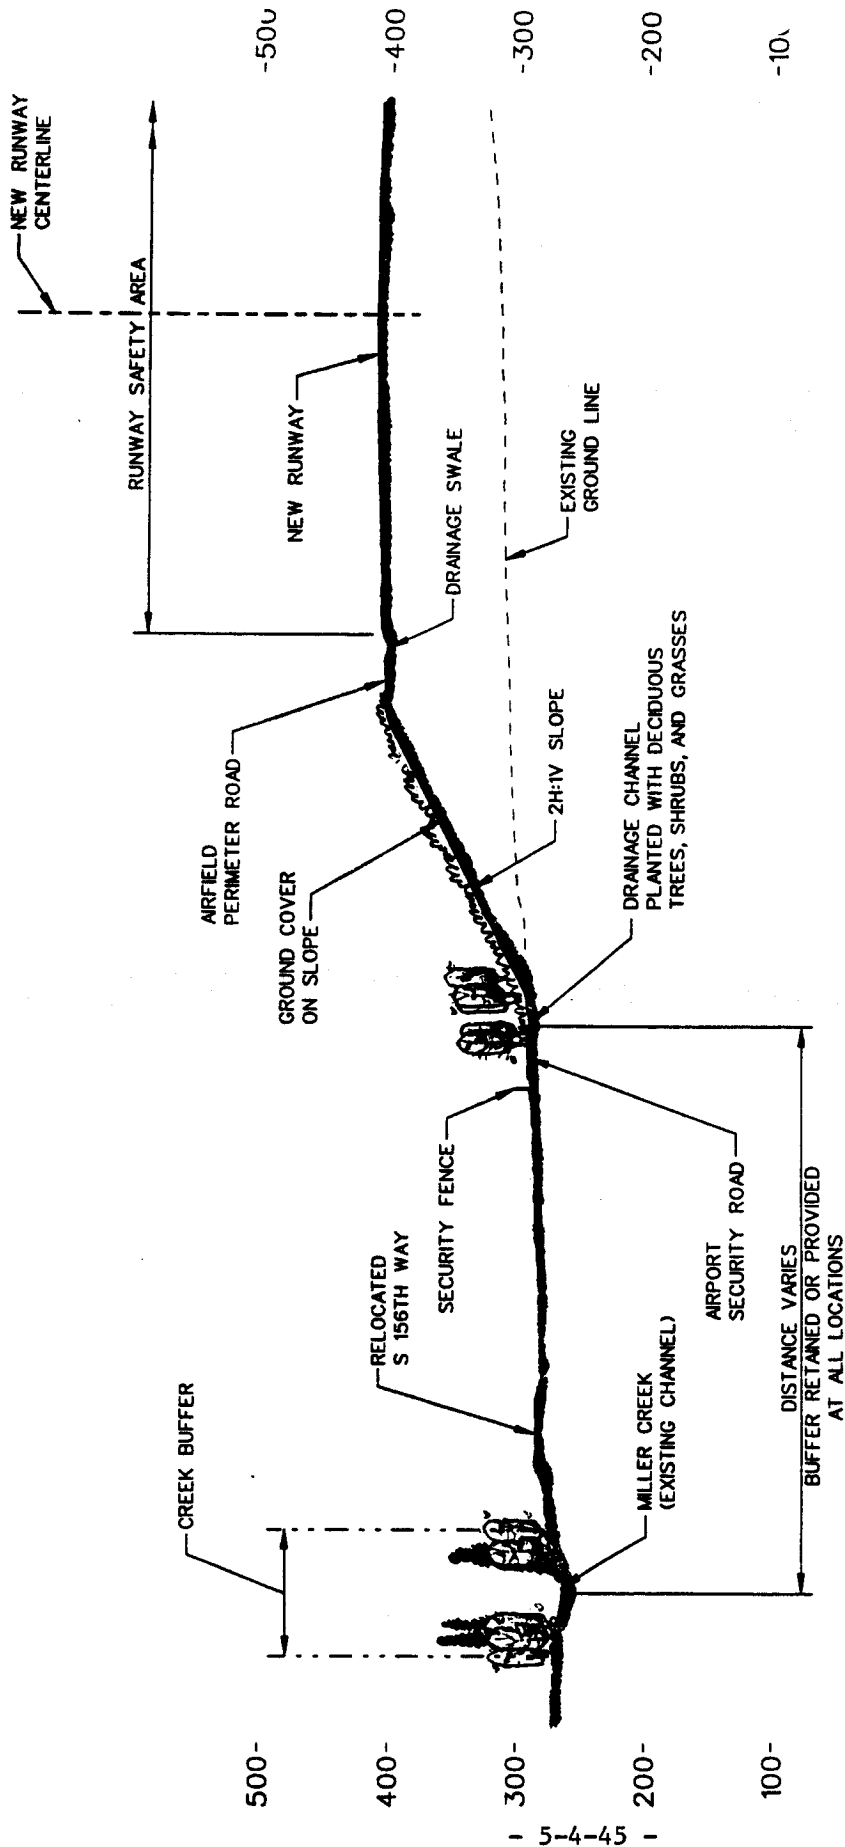 NEW RUNWAY
CENTERLINE
RUNWAY SAFETY AREA
NEW RUNWAY
DRAINAGE SWALE
EXISTING
GROUND LINE
AIRFIELD
PERIMETER ROAD
GROUND COVER
ON SLOPE
2H:1V SLOPE
DRAINAGE CHANNEL
PLANTED WITH DECIDUOUS
TREES, SHRUBS, AND GRASSES
SECURITY FENCE
AIRPORT
SECURITY ROAD
RELOCATED
S 156TH WAY
CREEK BUFFER
MILLER CREEK
(EXISTING CHANNEL)
DISTANCE VARIES
BUFFER RETAINED OR PROVIDED
AT ALL LOCATIONS
500-
400-
300-
200-
100-
-500
-400
-300
-200
-100
- 5-4-45 -